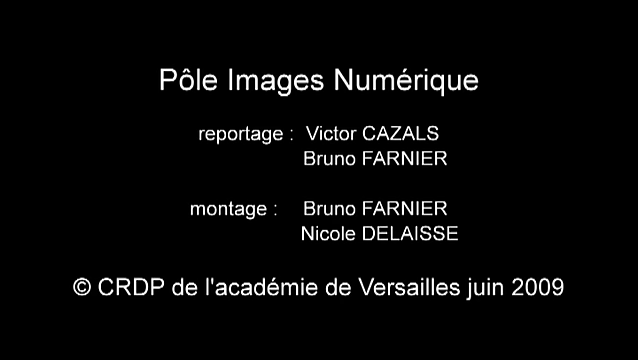 Pôle Images Numérique
reportage : Victor CAZALS
Bruno FARNIER
montage : Bruno FARNIER
Nicole DELAISSE
© CRDP de l'académie de Versailles juin 2009